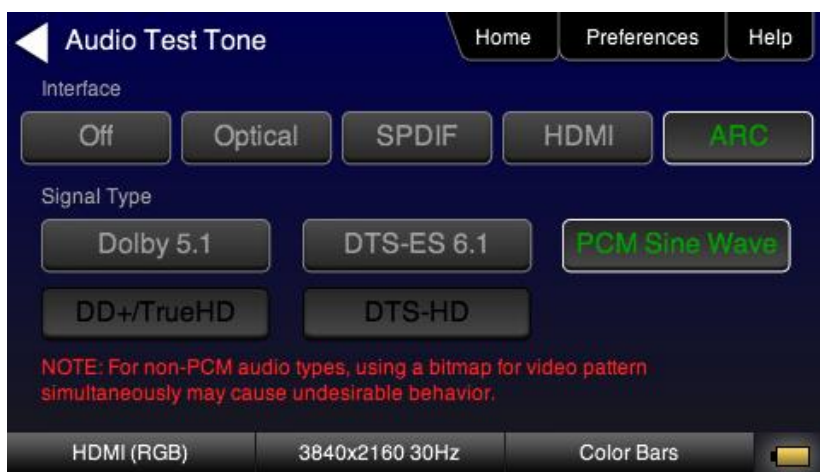 Audio Test Tone
Home
Preferences
Help
Interface
Off
Optical
SPDIF
HDMI
ARC
Signal Type
Dolby 5.1
DTS-ES 6.1
PCM Sine Wave
DD+/TrueHD
DTS-HD
NOTE: For non-PCM audio types, using a bitmap for video pattern
simultaneously may cause undesirable behavior.
HDMI (RGB)
3840x2160 30Hz
Color Bars